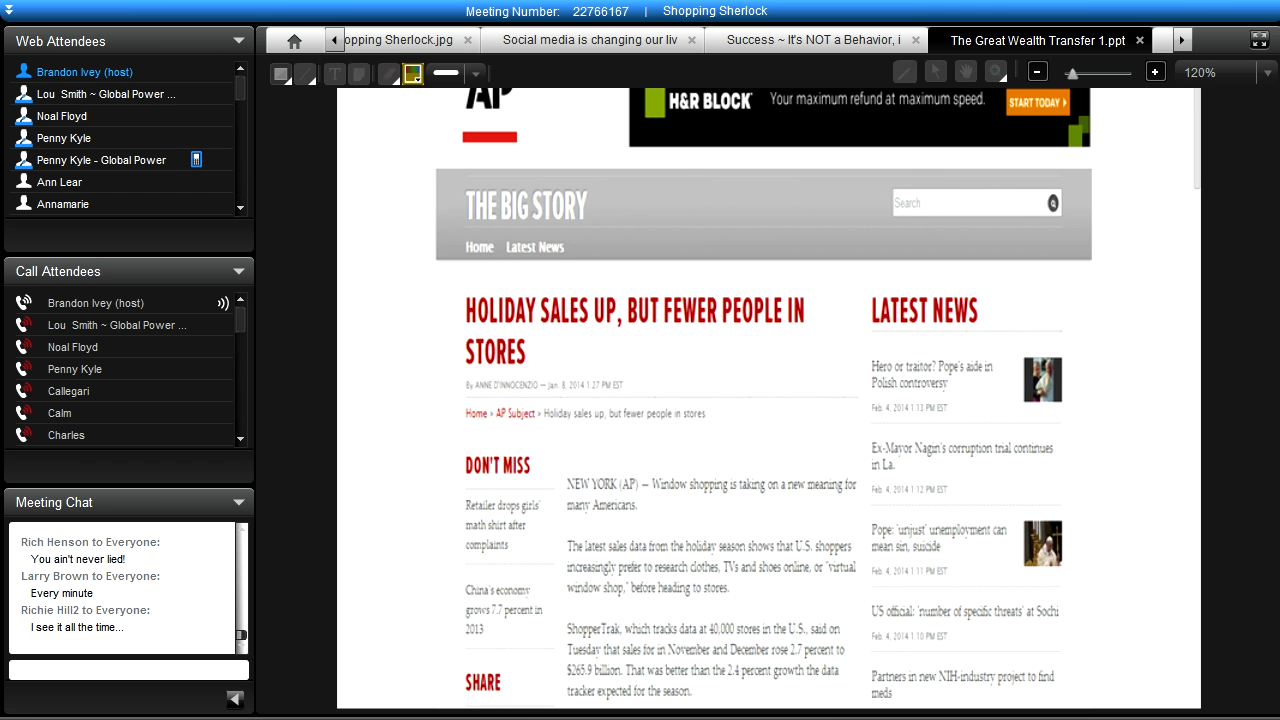 Meeting Number: 22766167 | Shopping Sherlock
Web Attendees
Brandon Ivey (host)
Lou Smith ~ Global Power ...
Noal Floyd
Penny Kyle
Penny Kyle - Global Power
Ann Lear
Annamarie
Call Attendees
Brandon Ivey (host)
Lou Smith ~ Global Power ...
Noal Floyd
Penny Kyle
Callegari
Calm
Charles
Meeting Chat
Rich Henson to Everyone:
You ain't never lied!
Larry Brown to Everyone:
Every minute
Richie Hill2 to Everyone:
I see it all the time...
opping Sherlock.jpg
Social media is changing our liv
Success ~ It's NOT a Behavior, i
The Great Wealth Transfer 1.ppt
T
120%
AP
H&R BLOCK
Your maximum refund at maximum speed.
START TODAY
THE BIG STORY
Search
Home Latest News
HOLIDAY SALES UP, BUT FEWER PEOPLE IN
STORES
By ANNE D'INNOCENZIO — Jan. 8, 2014 1:27 PM EST
Home » AP Subject » Holiday sales up, but fewer people in stores
DON'T MISS
Retailer drops girls'
math shirt after
complaints
China's economy
grows 7.7 percent in
2013
SHARE
NEW YORK (AP) — Window shopping is taking on a new meaning for
many Americans.
The latest sales data from the holiday season shows that U.S. shoppers
increasingly prefer to research clothes, TVs and shoes online, or "virtual
window shop," before heading to stores.
ShopperTrak, which tracks data at 40,000 stores in the U.S., said on
Tuesday that sales for in November and December rose 2.7 percent to
$265.9 billion. That was better than the 2.4 percent growth the data
tracker expected for the season.
LATEST NEWS
Hero or traitor? Pope's aide in
Polish controversy
Feb. 4, 2014 1:13 PM EST
Ex-Mayor Nagin's corruption trial continues
in La.
Feb. 4, 2014 1:12 PM EST
Pope: 'unjust' unemployment can
mean sin, suicide
Feb. 4, 2014 1:11 PM EST
US official: 'number of specific threats' at Sochi
Feb. 4, 2014 1:10 PM EST
Partners in new NIH-industry project to find
meds